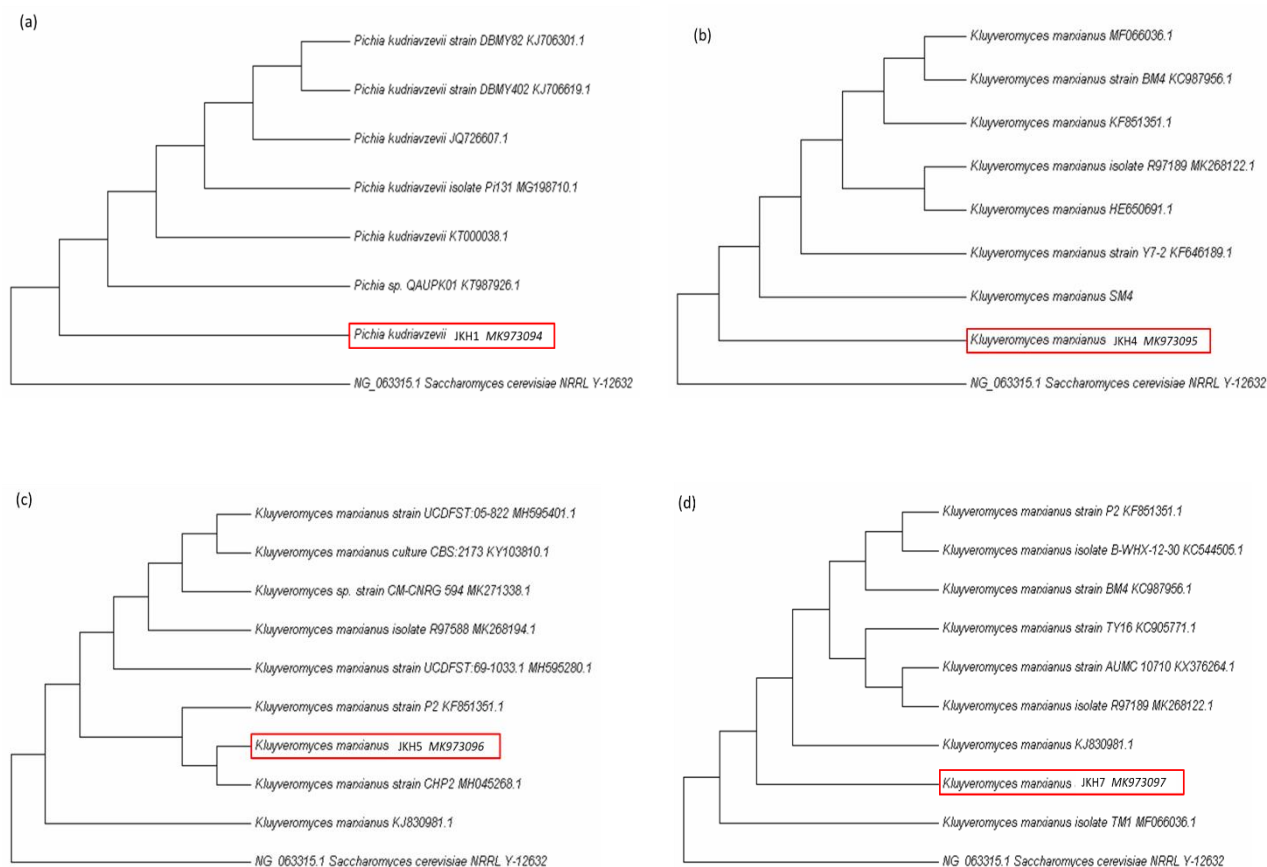 (a)
Pichia kudriavzevii strain DBMY82 KJ706301.1
Pichia kudriavzevii strain DBMY402 KJ706619.1
Pichia kudriavzevii JQ726607.1
Pichia kudriavzevii isolate Pi131 MG198710.1
Pichia kudriavzevii KT000038.1
Pichia sp. QAUPK01 KT987926.1
Pichia kudriavzevii JKH1 MK973094
NG_063315.1 Saccharomyces cerevisiae NRRL Y-12632
(b)
Kluyveromyces marxianus MF066036.1
Kluyveromyces marxianus strain BM4 KC987956.1
Kluyveromyces marxianus KF851351.1
Kluyveromyces marxianus isolate R97189 MK268122.1
Kluyveromyces marxianus HE650691.1
Kluyveromyces marxianus strain Y7-2 KF646189.1
Kluyveromyces marxianus SM4
Kluyveromyces marxianus JKH4 MK973095
NG_063315.1 Saccharomyces cerevisiae NRRL Y-12632
(c)
Kluyveromyces marxianus strain UCDFST:05-822 MH595401.1
Kluyveromyces marxianus culture CBS:2173 KY103810.1
Kluyveromyces sp. strain CM-CNRG 594 MK271338.1
Kluyveromyces marxianus isolate R97588 MK268194.1
Kluyveromyces marxianus strain UCDFST:69-1033.1 MH595280.1
Kluyveromyces marxianus strain P2 KF851351.1
Kluyveromyces marxianus JKH5 MK973096
Kluyveromyces marxianus strain CHP2 MH045268.1
Kluyveromyces marxianus KJ830981.1
NG_063315.1 Saccharomyces cerevisiae NRRL Y-12632
(d)
Kluyveromyces marxianus strain P2 KF851351.1
Kluyveromyces marxianus isolate B-WHX-12-30 KC544505.1
Kluyveromyces marxianus strain BM4 KC987956.1
Kluyveromyces marxianus strain TY16 KC905771.1
Kluyveromyces marxianus strain AUMC 10710 KX376264.1
Kluyveromyces marxianus isolate R97189 MK268122.1
Kluyveromyces marxianus KJ830981.1
Kluyveromyces marxianus JKH7 MK973097
Kluyveromyces marxianus isolate TM1 MF066036.1
NG_063315.1 Saccharomyces cerevisiae NRRL Y-12632